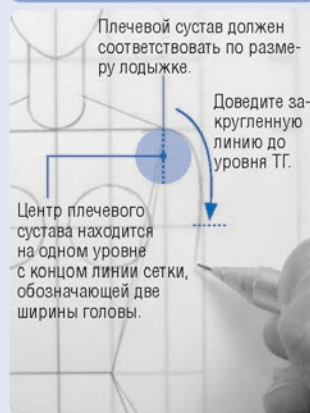 Плечевой сустав должен
соответствовать по разме-
ру лодыжке.
Доведите за-
кругленную
линию до
уровня ТГ.
Центр плечевого
сустава находится
на одном уровне
с концом линии сетки,
обозначающей две
ширины головы.